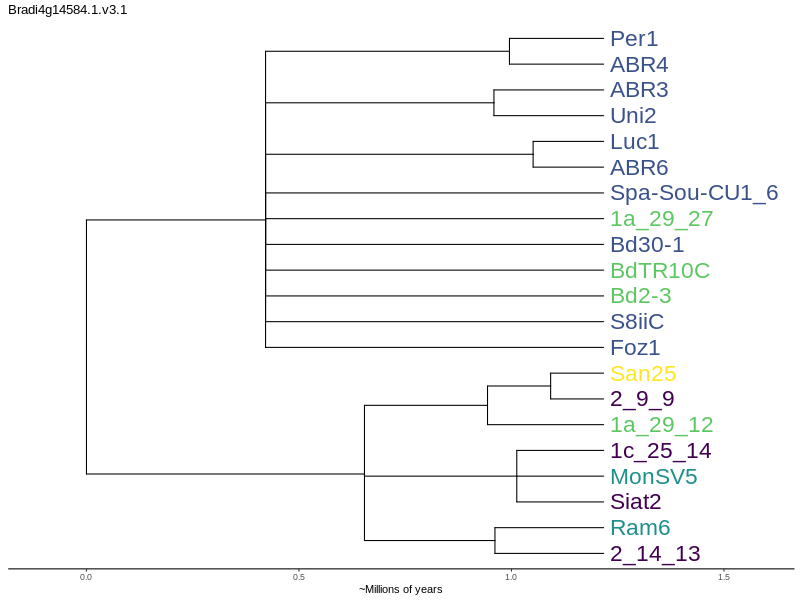 Bradi4g14584.1.v3.1
Per1
ABR4
ABR3
Uni2
Luc1
ABR6
Spa-Sou-CU1_6
1a_29_27
Bd30-1
BdTR10C
Bd2-3
S8iiC
Foz1
San25
2_9_9
1a_29_12
1c_25_14
MonSV5
Siat2
Ram6
2_14_13
0.0 0.5 1.0 1.5
~Millions of years